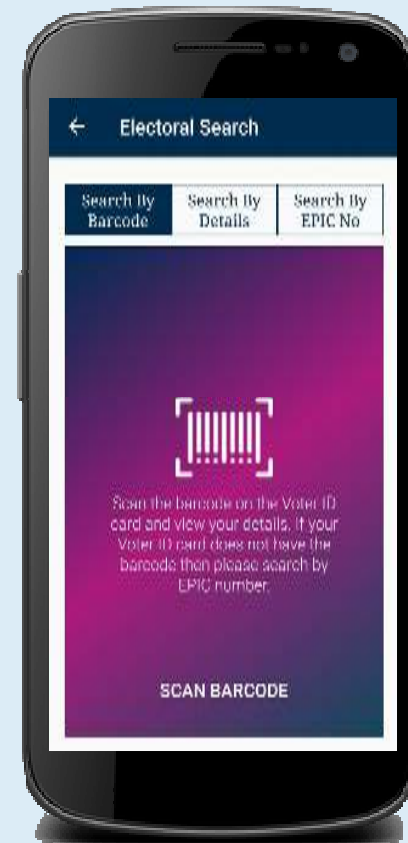 ← Electoral Search
Search By
Barcode
Search By
Details
Search By
EPIC No
Scan the barcode on the Voter ID
card and view your details. If your
Voter ID card does not have the
barcode then please search by
EPIC number.
SCAN BARCODE